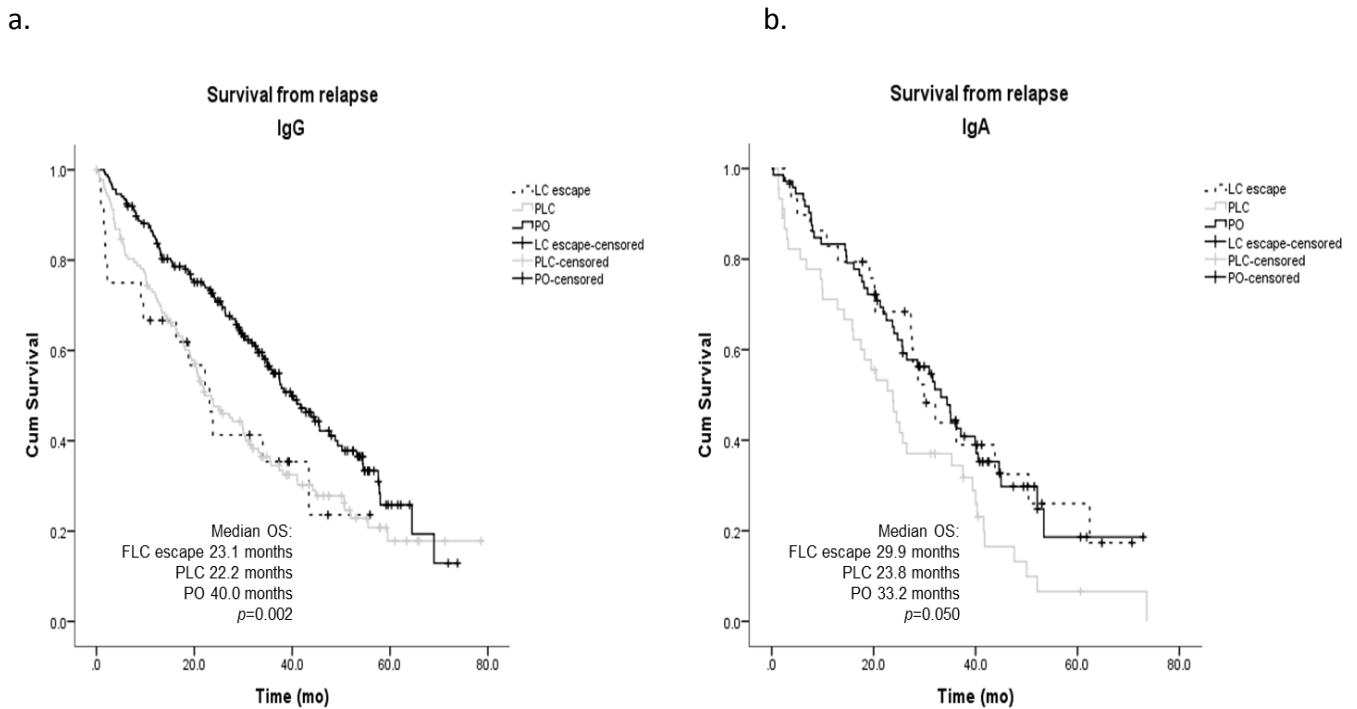 a.
Survival from relapse
IgG
1.0
0.8
0.6
0.4
0.2
0.0
Cum Survival
.0
20.0
40.0
60.0
80.0
Time (mo)
LC escape
PLC
PO
LC escape-censored
PLC-censored
PO-censored
Median OS:
FLC escape 23.1 months
PLC 22.2 months
PO 40.0 months
p=0.002
b.
Survival from relapse
IgA
1.0
0.8
0.6
0.4
0.2
0.0
Cum Survival
.0
20.0
40.0
60.0
80.0
Time (mo)
LC escape
PLC
PO
LC escape-censored
PLC-censored
PO-censored
Median OS:
FLC escape 29.9 months
PLC 23.8 months
PO 33.2 months
p=0.050